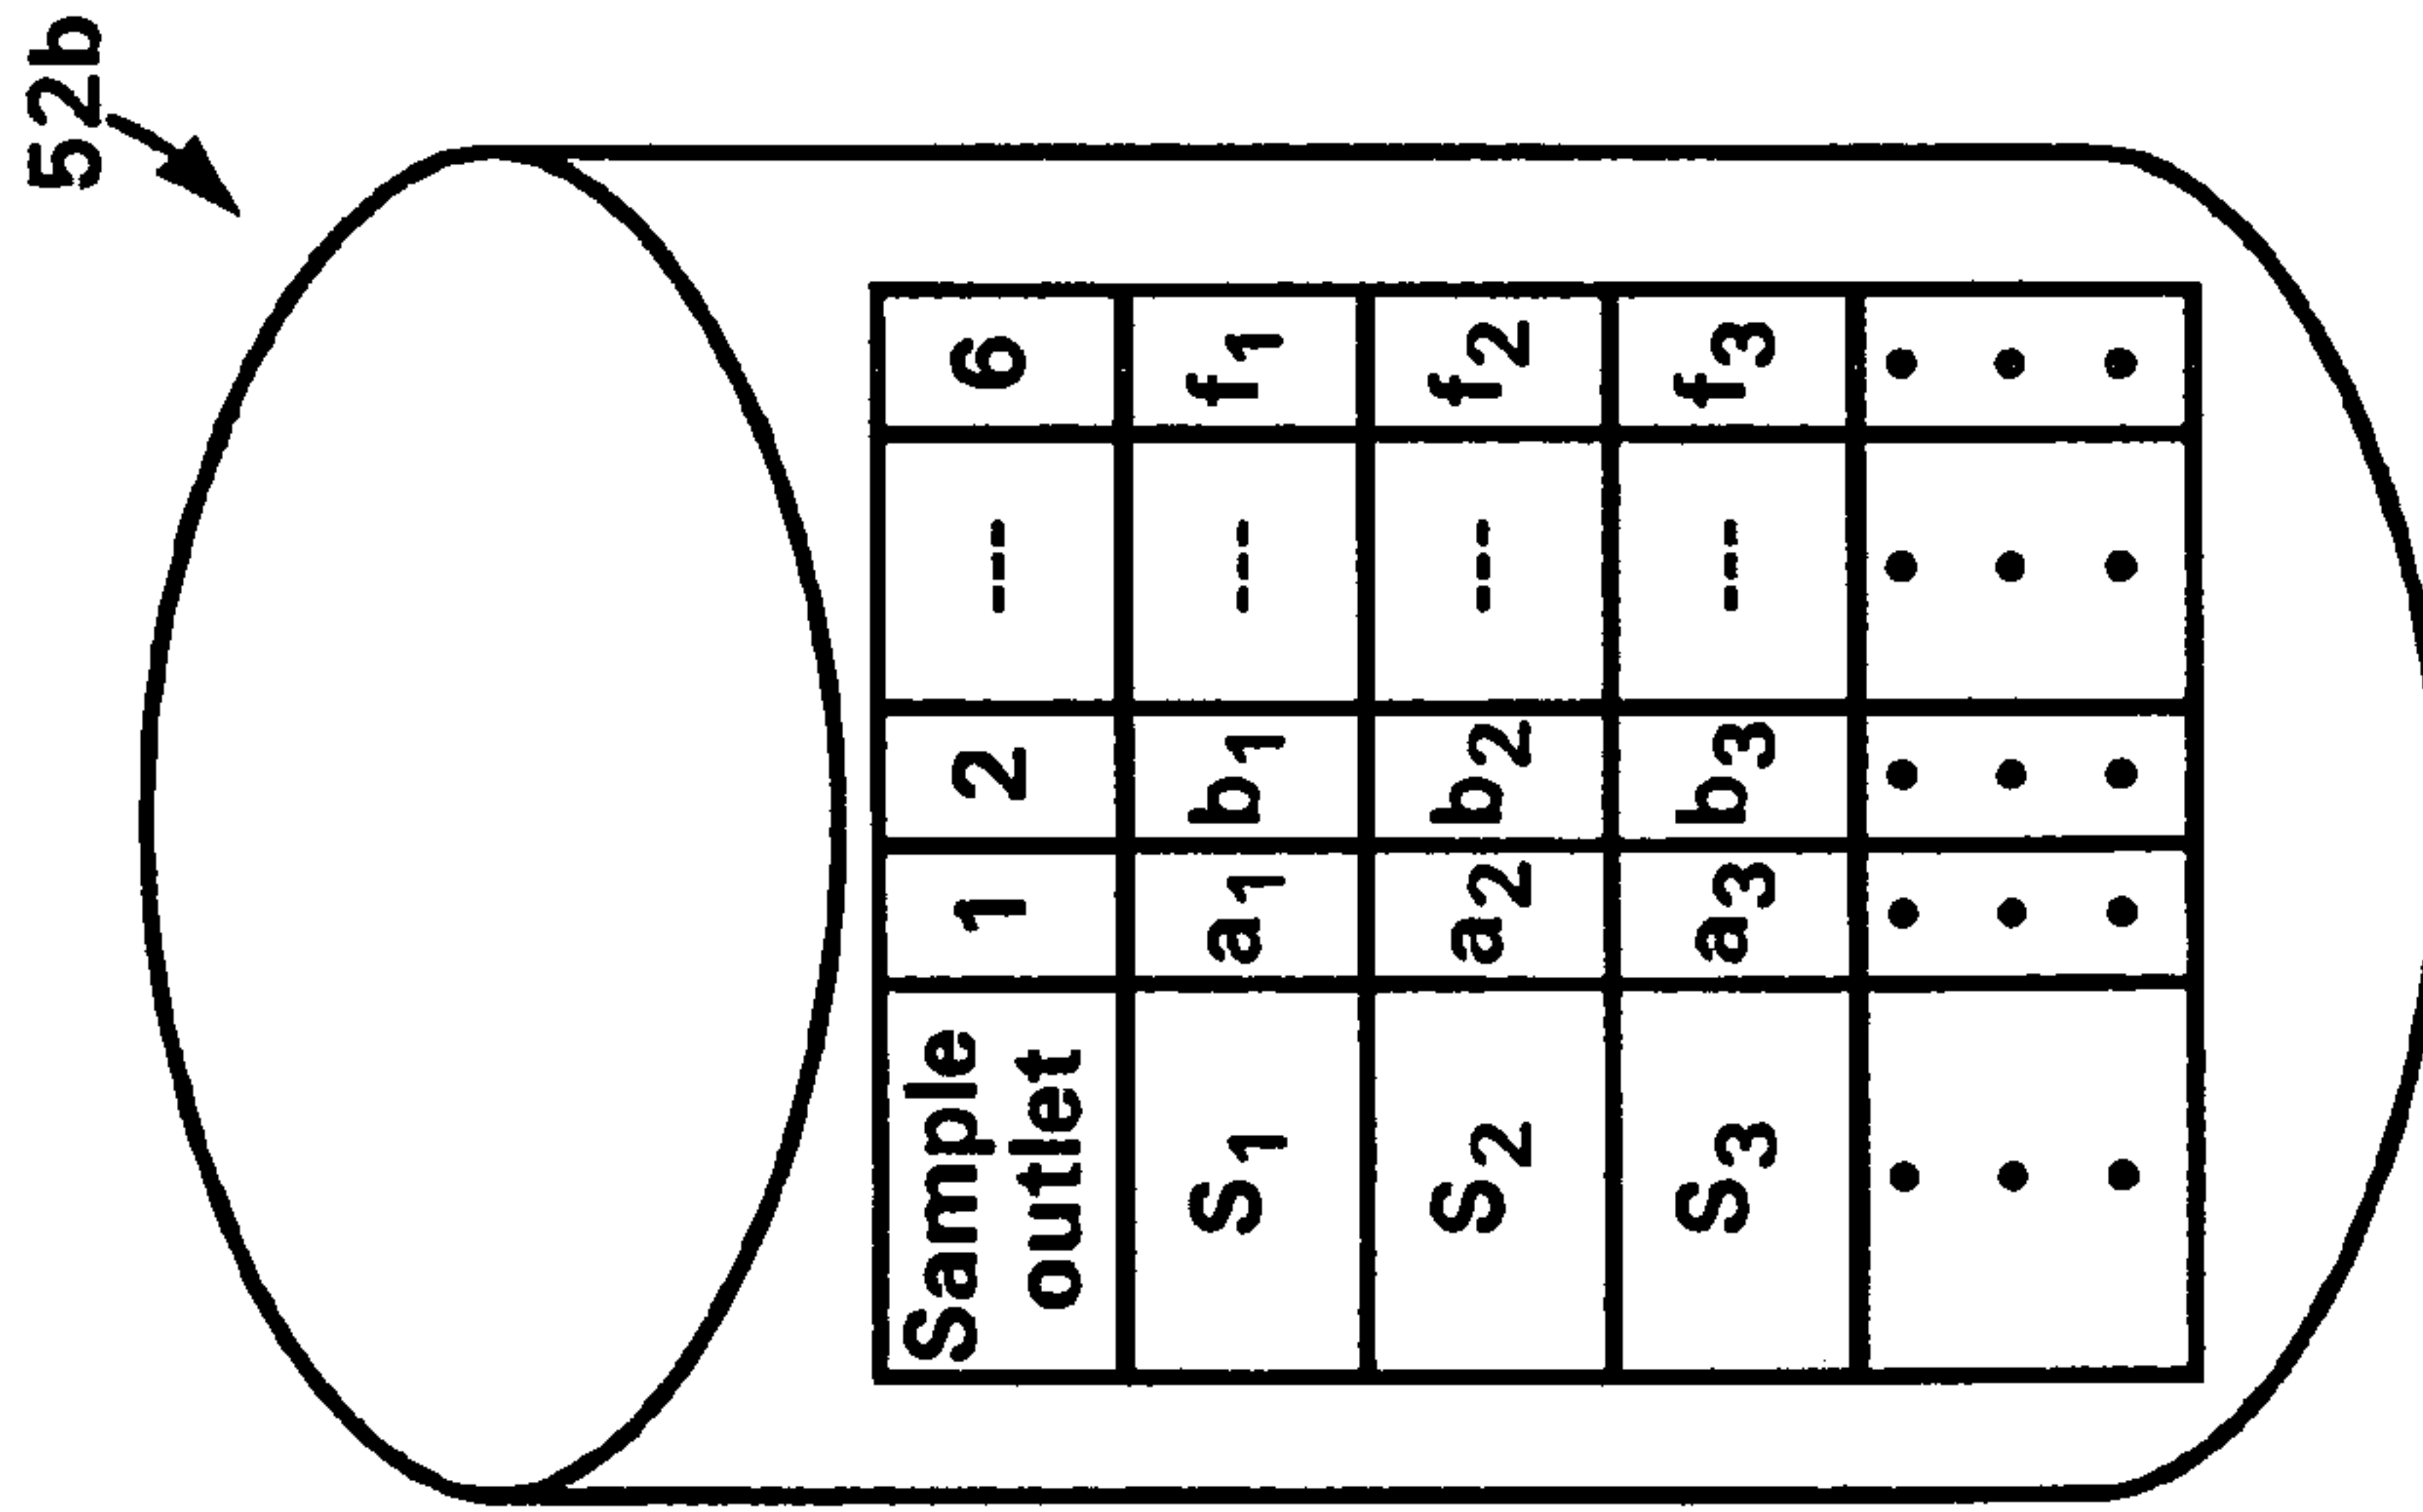 52b
Sample outlet 1 2 --- 6
S1 a1 b1 --- f1
S2 a2 b2 --- f2
S3 a3 b3 --- f3